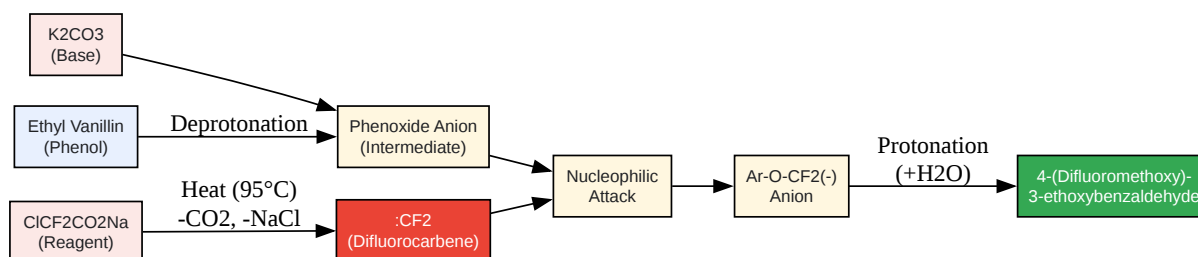 K2CO3
(Base)
Ethyl Vanillin
(Phenol)
Deprotonation
Phenoxide Anion
(Intermediate)
ClCF2CO2Na
(Reagent)
Heat (95°C)
-CO2, -NaCl
:CF2
(Difluorocarbene)
Nucleophilic
Attack
Ar-O-CF2(-)
Anion
Protonation
(+H2O)
4-(Difluoromethoxy)-
3-ethoxybenzaldehyde